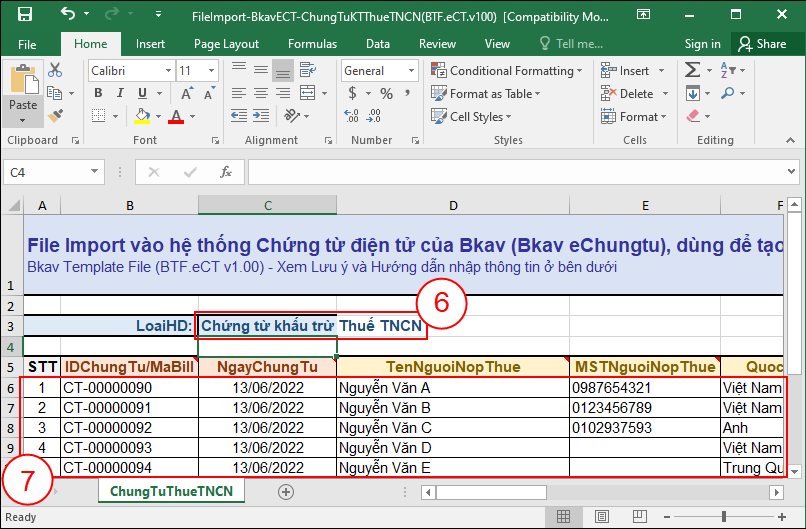 FileImport-BkavECT-ChungTuKTThueTNCN(BTF.eCT.v100) [Compatibility Mo...
File Home Insert Page Layout Formulas Data Review View Tell me... Sign in Share
Paste Calibri 11 General Conditional Formatting Insert
B I U $ % , Format as Table Delete
A Cell Styles Format
Clipboard Font Alignment Number Styles Cells Editing
C4 fx
A B C D E F
1 File Import vào hệ thống Chứng từ điện tử của Bkav (Bkav eChungtu), dùng để tạo
Bkav Template File (BTF.eCT v1.00) - Xem Lưu ý và Hướng dẫn nhập thông tin ở bên dưới
2
6
3 LoaiHD: Chứng từ khấu trừ Thuế TNCN
4
5 STT IDChungTu/MaBill NgayChungTu TenNguoiNopThue MSTNguoiNopThue Quoc
6 1 CT-00000090 13/06/2022 Nguyễn Văn A 0987654321 Việt Nam
7 2 CT-00000091 13/06/2022 Nguyễn Văn B 0123456789 Việt Nam
8 3 CT-00000092 13/06/2022 Nguyễn Văn C 0102937593 Anh
9 4 CT-00000093 13/06/2022 Nguyễn Văn D Việt Nam
CT-00000094 13/06/2022 Nguyễn Văn E Trung Qu
7
ChungTuThueTNCN
Ready